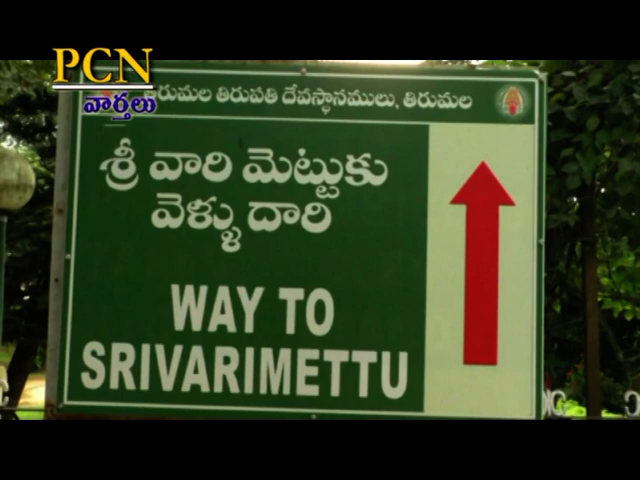 PCN
వార్తలు
తిరుమల తిరుపతి దేవస్థానములు, తిరుమల
శ్రీ వారి మెట్టుకు
వెళ్ళు దారి
WAY TO
SRIVARIMETTU